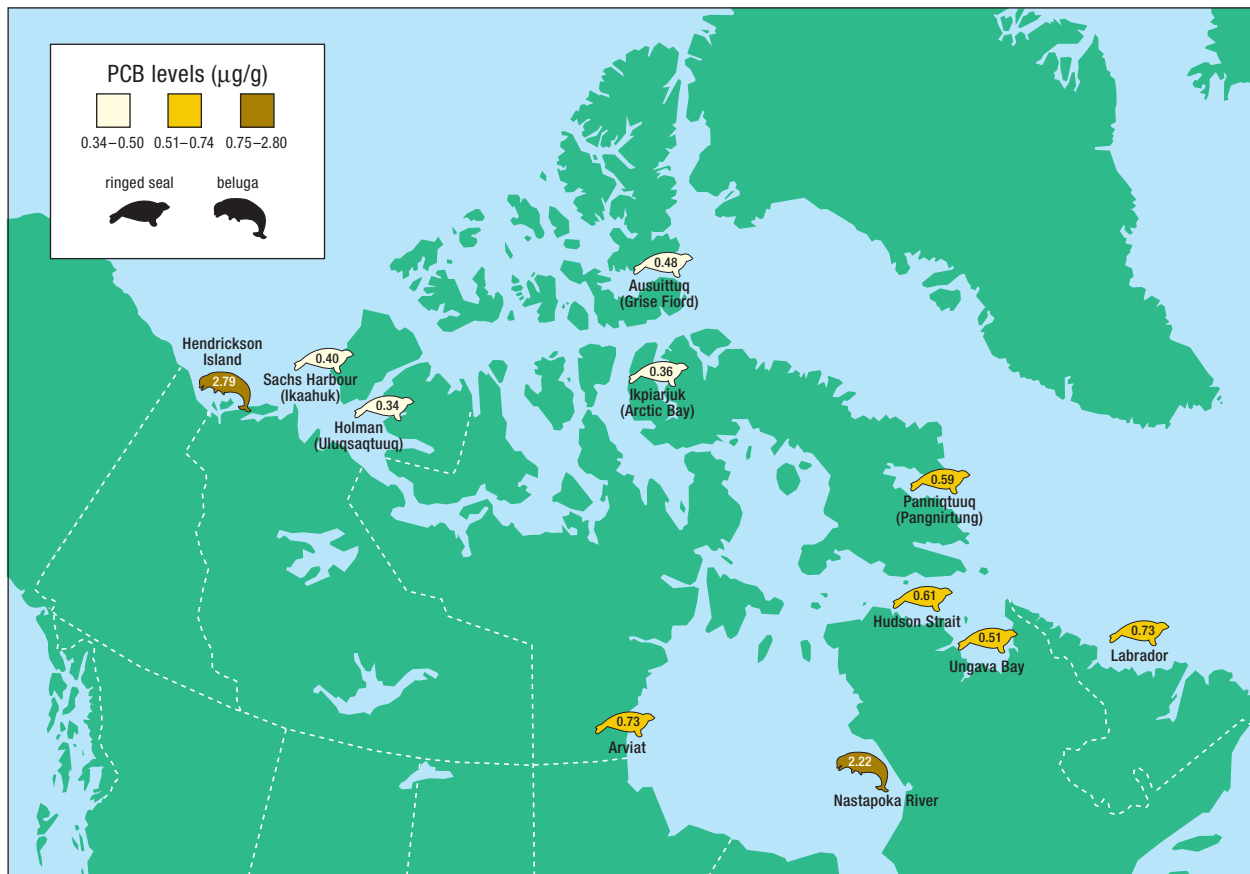 PCB levels (µg/g)
0.34–0.50 0.51–0.74 0.75–2.80
ringed seal beluga
0.48
Ausuittuq
(Grise Fiord)
Hendrickson
Island
2.79
0.40
Sachs Harbour
(Ikaahuk)
0.34
Holman
(Uluqsaqtuuq)
0.36
Ikpiarjuk
(Arctic Bay)
0.59
Panniqtuuq
(Pangnirtung)
0.61
Hudson Strait
0.51
Ungava Bay
0.73
Labrador
0.73
Arviat
2.22
Nastapoka River